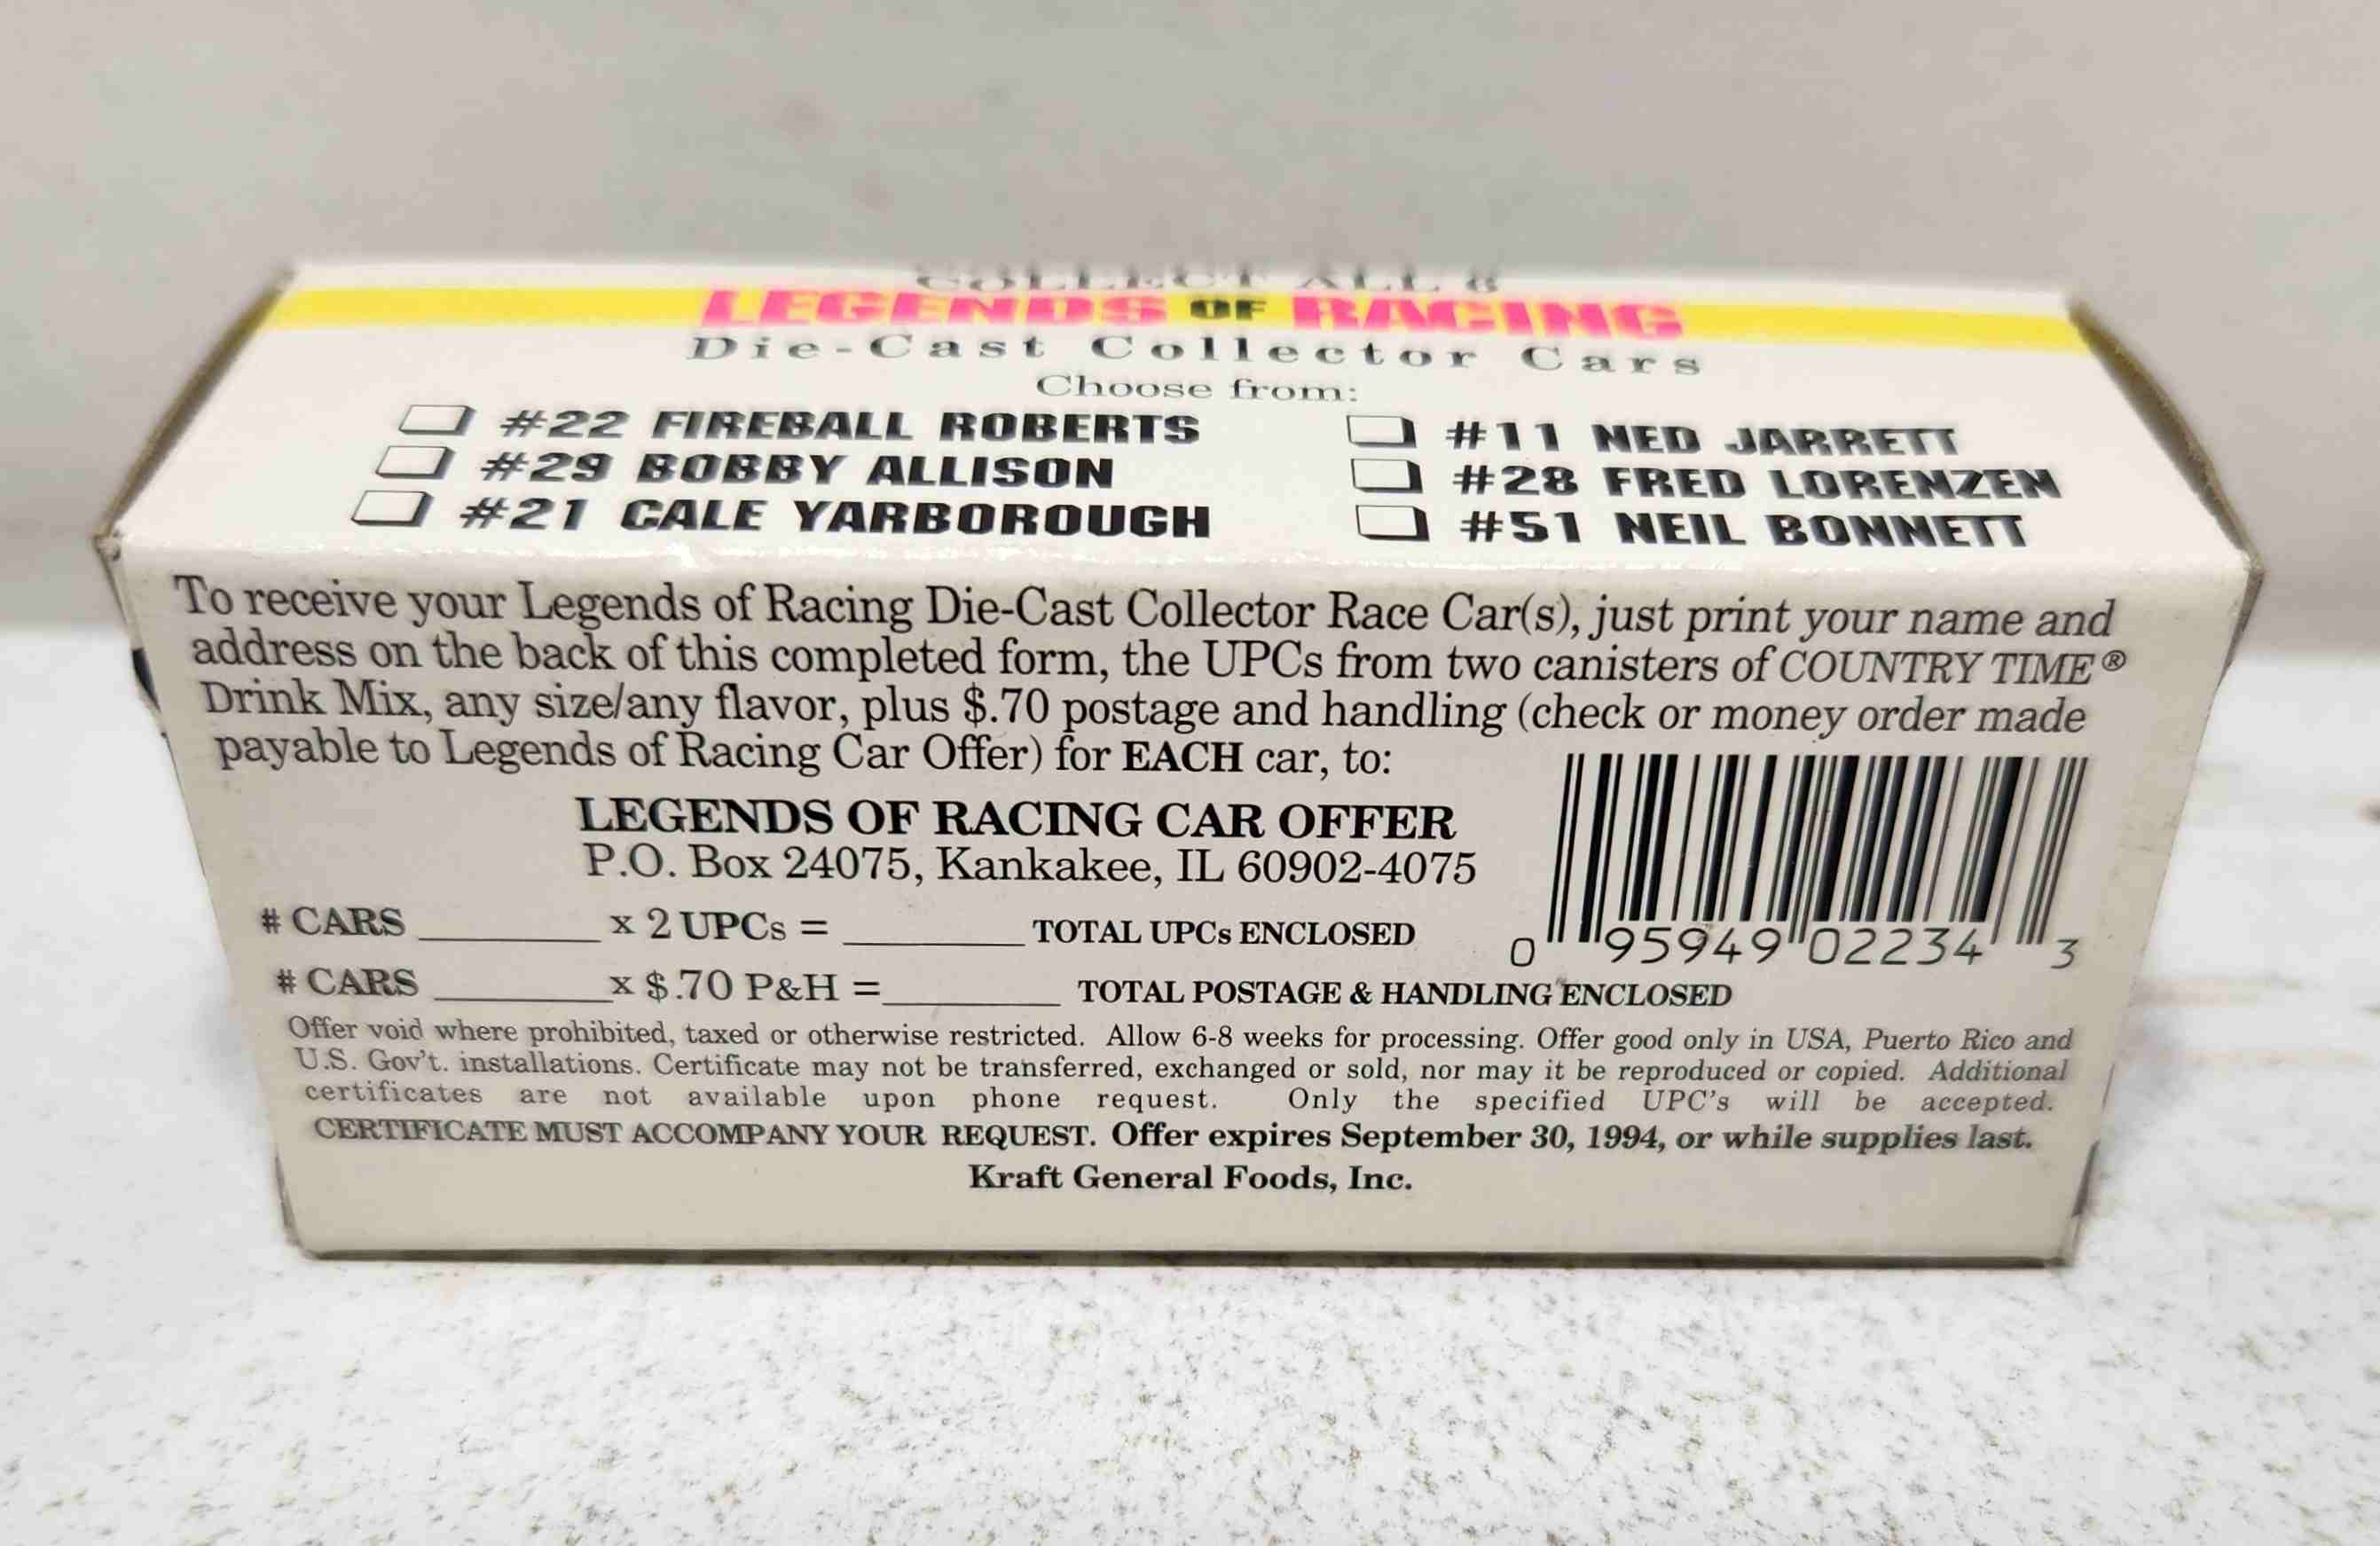 COLLECT ALL 6
LEGENDS OF RACING
Die-Cast Collector Cars
Choose from:
#22 FIREBALL ROBERTS
#29 BOBBY ALLISON
#21 CALE YARBOROUGH
#11 NED JARRETT
#28 FRED LORENZEN
#51 NEIL BONNETT
To receive your Legends of Racing Die-Cast Collector Race Car(s), just print your name and
address on the back of this completed form, the UPCs from two canisters of COUNTRY TIME®
Drink Mix, any size/any flavor, plus $.70 postage and handling (check or money order made
payable to Legends of Racing Car Offer) for EACH car, to:
LEGENDS OF RACING CAR OFFER
P.O. Box 24075, Kankakee, IL 60902-4075
# CARS ________ x 2 UPCs = ________ TOTAL UPCs ENCLOSED
0 95949 02234 3
# CARS ________ x $.70 P&H = ________ TOTAL POSTAGE & HANDLING ENCLOSED
Offer void where prohibited, taxed or otherwise restricted. Allow 6-8 weeks for processing. Offer good only in USA, Puerto Rico and
U.S. Gov't. installations. Certificate may not be transferred, exchanged or sold, nor may it be reproduced or copied. Additional
certificates are not available upon phone request. Only the specified UPC's will be accepted.
CERTIFICATE MUST ACCOMPANY YOUR REQUEST. Offer expires September 30, 1994, or while supplies last.
Kraft General Foods, Inc.